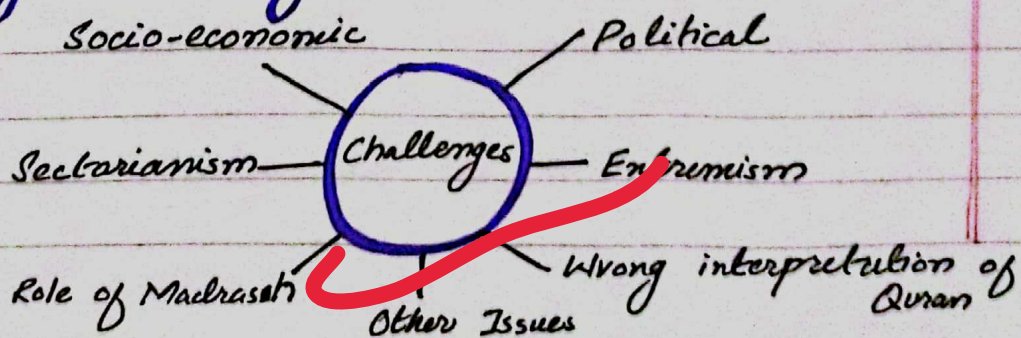 Socio-economic
Political
Challenges
Sectarianism
Extremism
Role of Madrasah
Wrong interpretation of
Quran
Other Issues